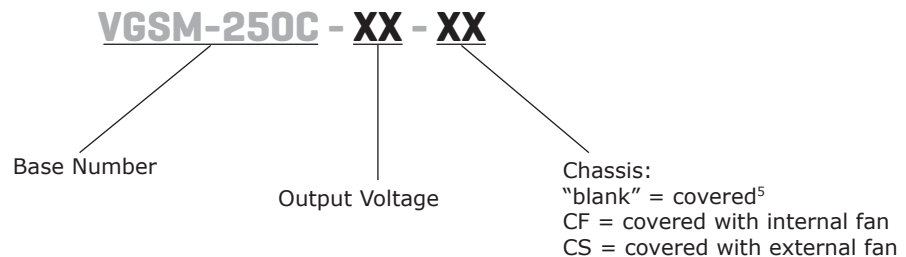 VGSM-250C - XX - XX
Base Number
Output Voltage
Chassis:
“blank” = covered⁵
CF = covered with internal fan
CS = covered with external fan